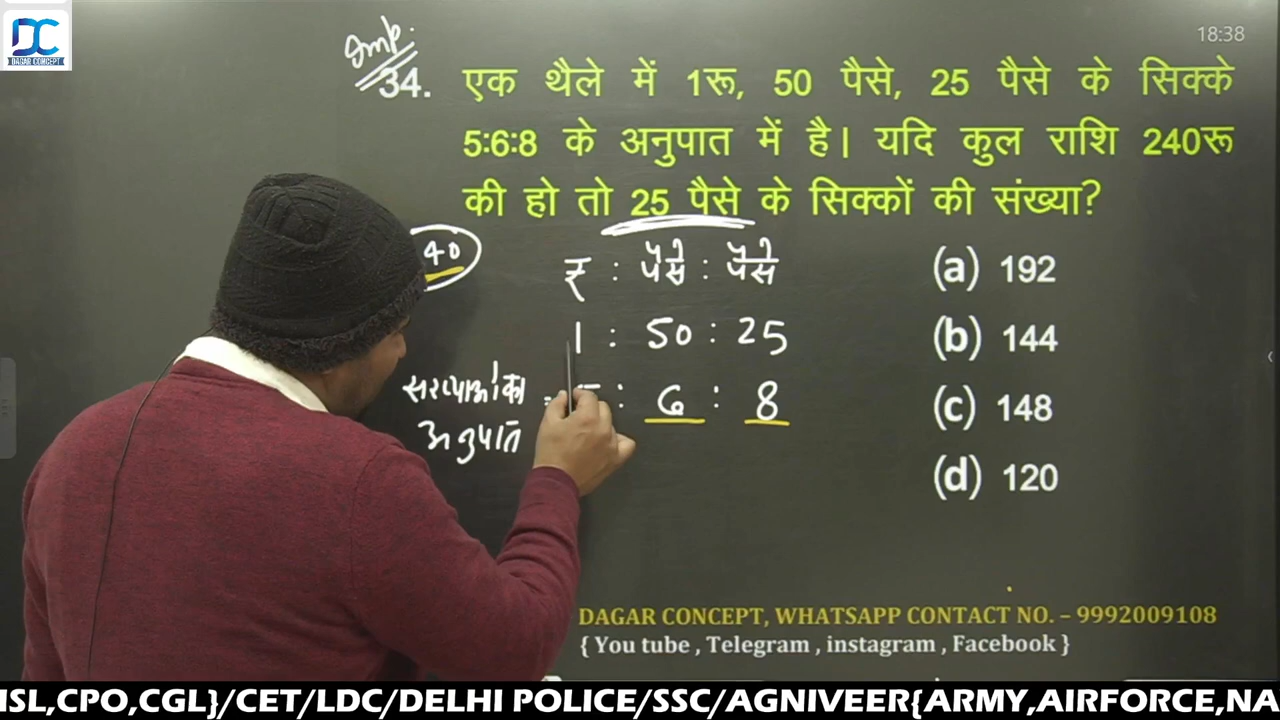 DC
DAGAR CONCEPT
18:38
Imp.
34. एक थैले में 1रू, 50 पैसे, 25 पैसे के सिक्के
5:6:8 के अनुपात में है। यदि कुल राशि 240रू
की हो तो 25 पैसे के सिक्कों की संख्या?
40
₹ : पैसे : पैसे
1 : 50 : 25
संख्याओं का = : 6 : 8
अनुपात
(a) 192
(b) 144
(c) 148
(d) 120
DAGAR CONCEPT, WHATSAPP CONTACT NO. – 9992009108
{ You tube , Telegram , instagram , Facebook }
ISL,CPO,CGL}/CET/LDC/DELHI POLICE/SSC/AGNIVEER{ARMY,AIRFORCE,NA